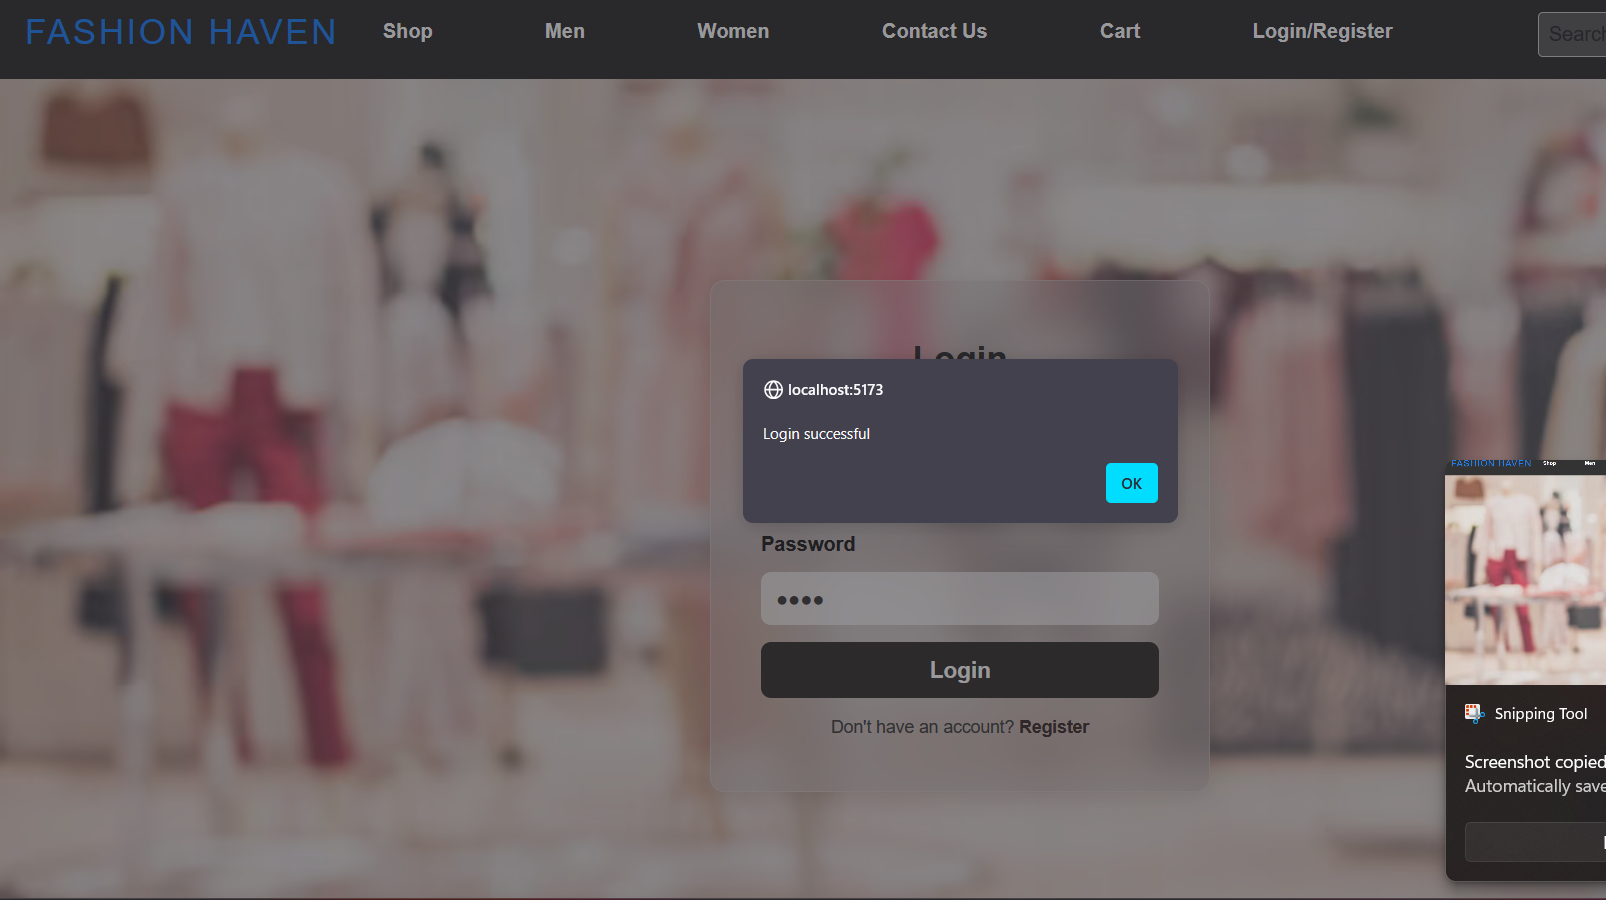 FASHION HAVEN
Shop
Men
Women
Contact Us
Cart
Login/Register
Search
Login
localhost:5173
Login successful
OK
Password
Login
Don't have an account? Register
FASHION HAVEN
Shop
Men
Snipping Tool
Screenshot copied
Automatically save